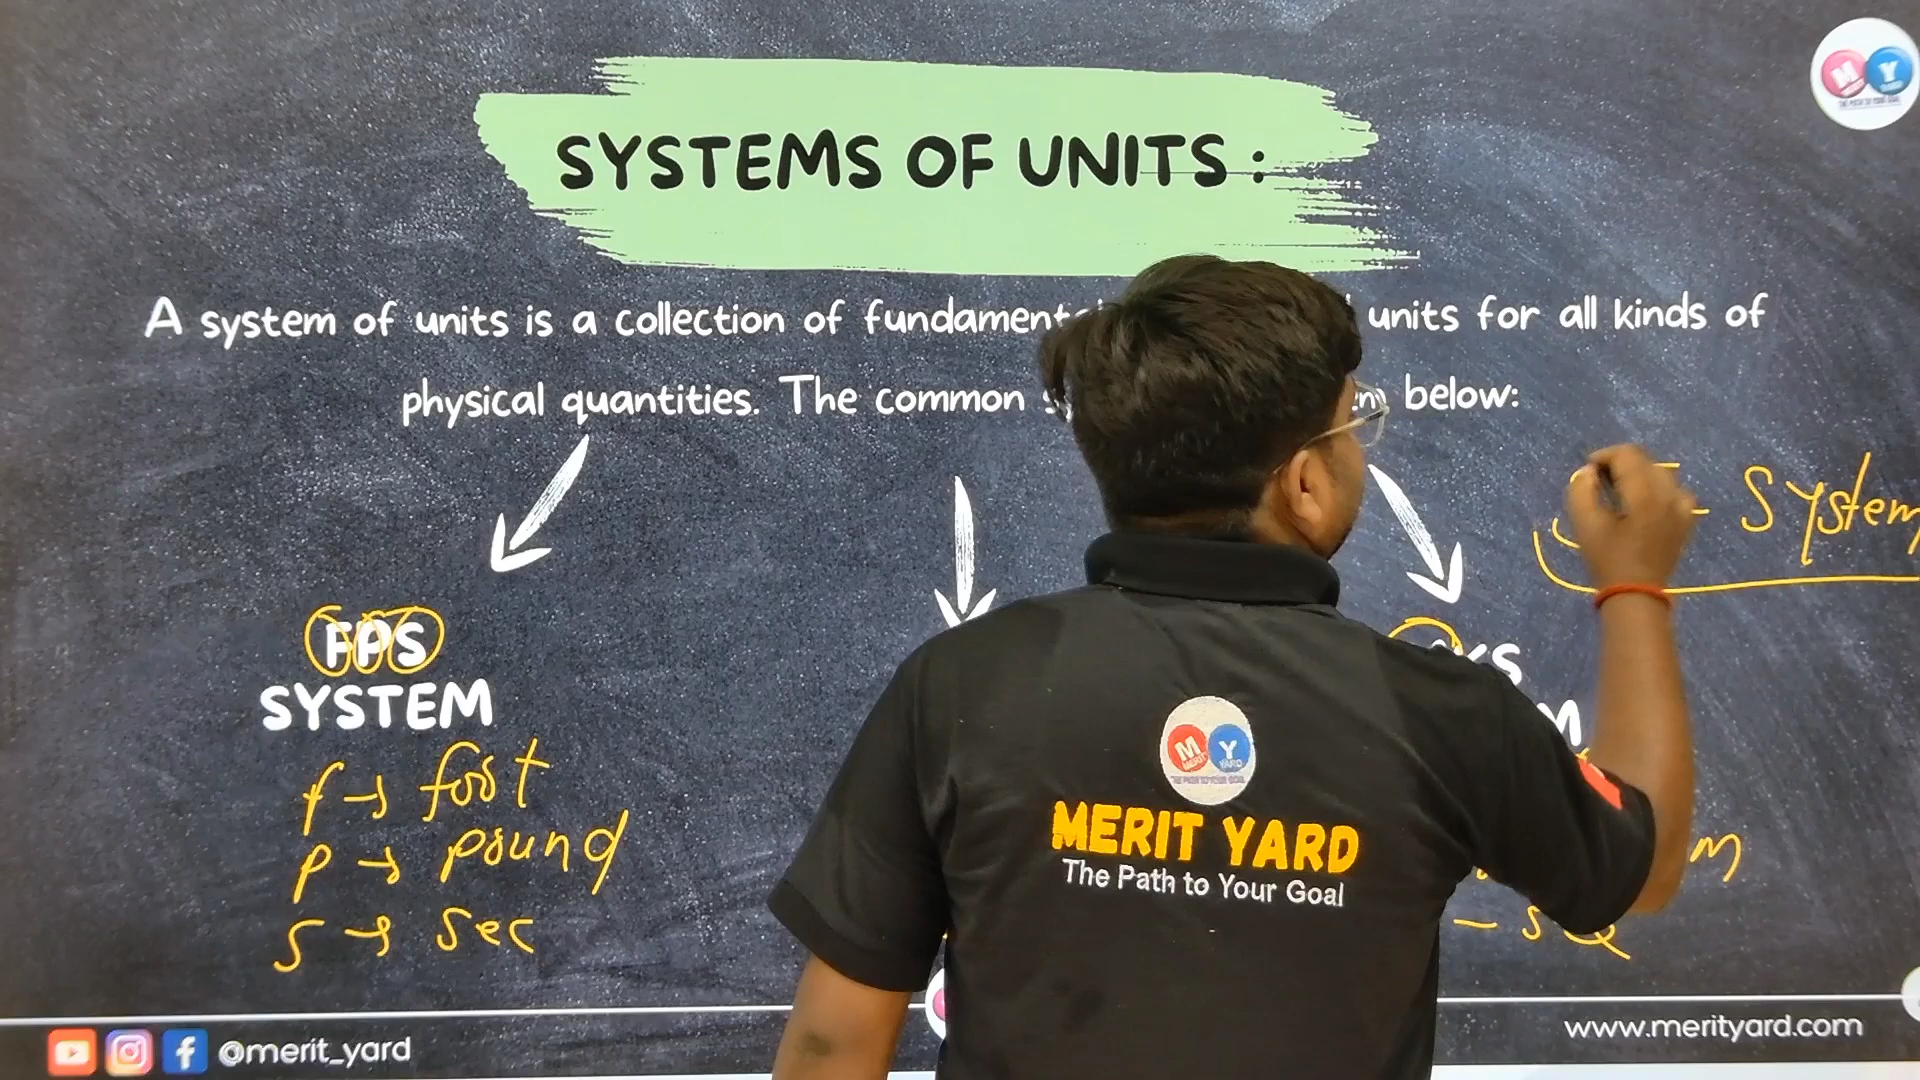 SYSTEMS OF UNITS :
A system of units is a collection of units for all kinds of
physical quantities. The common below:
System
FPS
SYSTEM
f → foot
p → pound
s → sec
M Y
MERIT YARD
The Path to Your Goal
@merit_yard
www.merityard.com